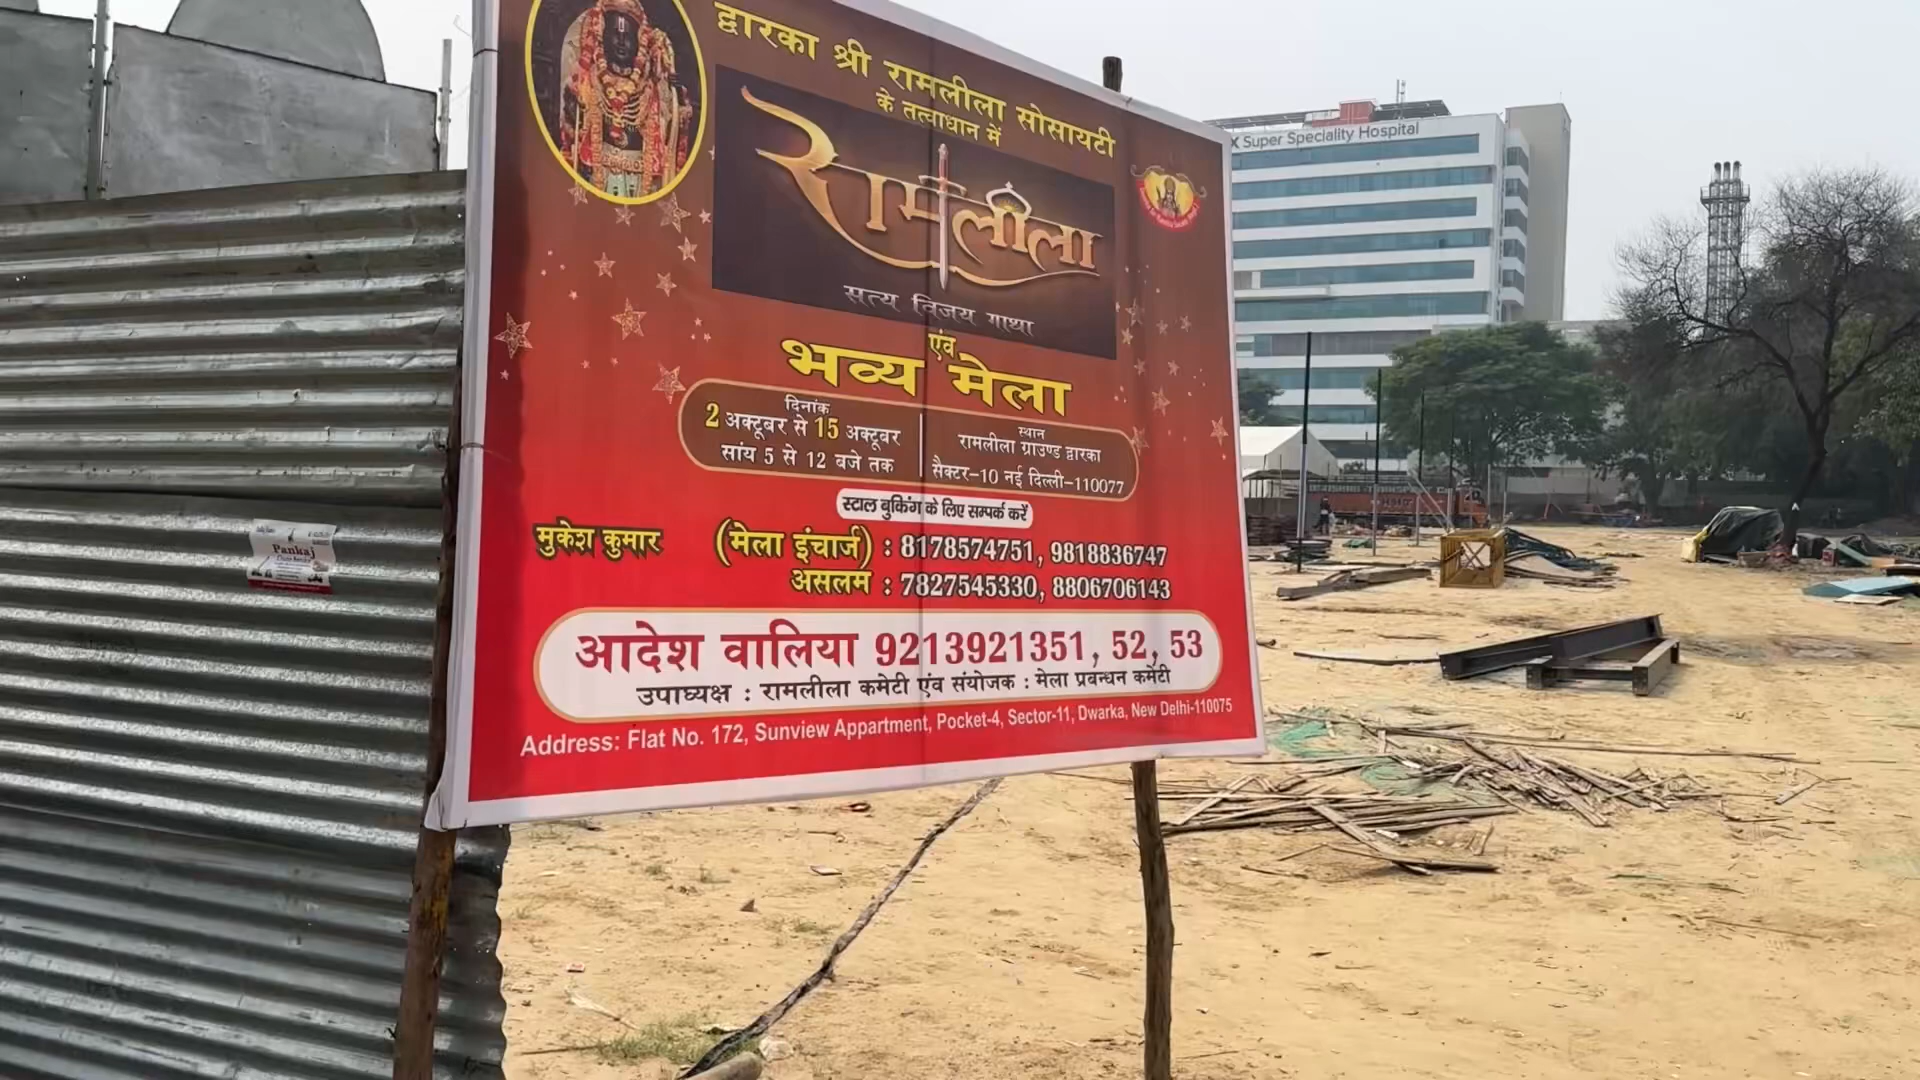 द्वारका श्री रामलीला सोसायटी
के तत्वाधान में
रामलीला
सत्य विजय गाथा
एंव
भव्य मेला
दिनांक
2 अक्टूबर से 15 अक्टूबर
सांय 5 से 12 बजे तक
स्थान
रामलीला ग्राउण्ड द्वारका
सैक्टर-10 नई दिल्ली-110077
स्टाल बुकिंग के लिए सम्पर्क करें
मुकेश कुमार (मेला इंचार्ज) : 8178574751, 9818836747
असलम : 7827545330, 8806706143
आदेश वालिया 9213921351, 52, 53
उपाध्यक्ष : रामलीला कमेटी एंव संयोजक : मेला प्रबन्धन कमेटी
Address: Flat No. 172, Sunview Appartment, Pocket-4, Sector-11, Dwarka, New Delhi-110075
X Super Speciality Hospital
Pankaj